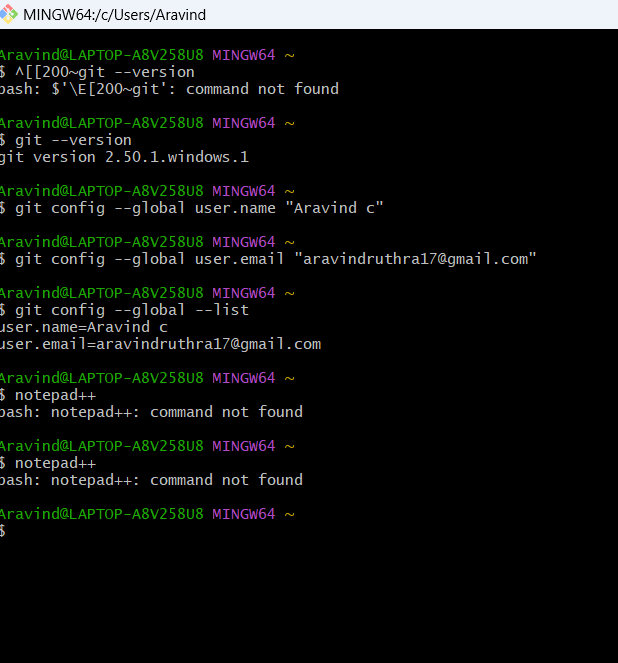 MINGW64:/c/Users/Aravind
Aravind@LAPTOP-A8V258U8 MINGW64 ~
$ ^[[200~git --version
bash: $'\E[200~git': command not found
Aravind@LAPTOP-A8V258U8 MINGW64 ~
$ git --version
git version 2.50.1.windows.1
Aravind@LAPTOP-A8V258U8 MINGW64 ~
$ git config --global user.name "Aravind c"
Aravind@LAPTOP-A8V258U8 MINGW64 ~
$ git config --global user.email "aravindruthra17@gmail.com"
Aravind@LAPTOP-A8V258U8 MINGW64 ~
$ git config --global --list
user.name=Aravind c
user.email=aravindruthra17@gmail.com
Aravind@LAPTOP-A8V258U8 MINGW64 ~
$ notepad++
bash: notepad++: command not found
Aravind@LAPTOP-A8V258U8 MINGW64 ~
$ notepad++
bash: notepad++: command not found
Aravind@LAPTOP-A8V258U8 MINGW64 ~
$